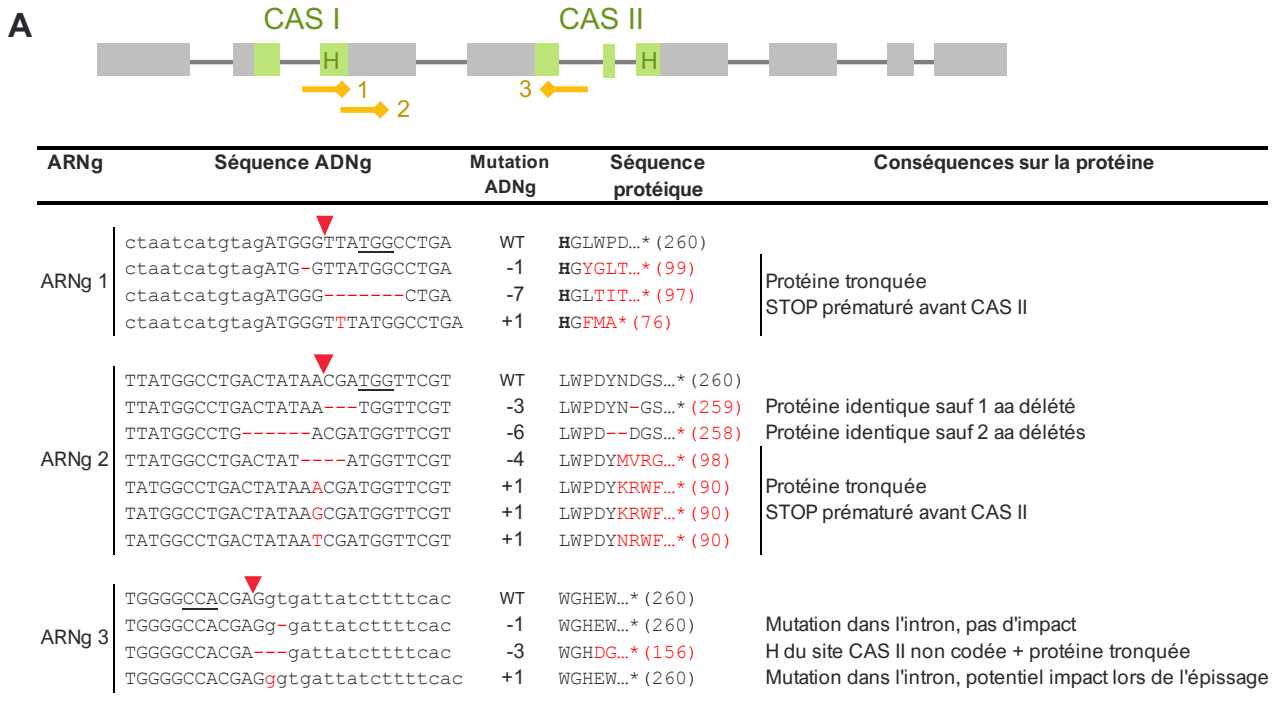 A
CAS I CAS II
H H
1
3
2
ARNg Séquence ADNg Mutation ADNg Séquence protéique Conséquences sur la protéine
ARNg 1
ctaatcatgtagATGGGTTATGGCCTGA WT HGLWPD…* (260)
ctaatcatgtagATG-GTTATGGCCTGA -1 HGYGLT…* (99)
ctaatcatgtagATGGG-------CTGA -7 HGLTIT…* (97)
ctaatcatgtagATGGGTTTATGGCCTGA +1 HGFMA* (76)
Protéine tronquée
STOP prématuré avant CAS II
ARNg 2
TTATGGCCTGACTATAACGATGGTTCGT WT LWPDYNDGS…* (260)
TTATGGCCTGACTATAA---TGGTTCGT -3 LWPDYN-GS…* (259) Protéine identique sauf 1 aa délété
TTATGGCCTG------ACGATGGTTCGT -6 LWPD--DGS…* (258) Protéine identique sauf 2 aa délétés
TTATGGCCTGACTAT----ATGGTTCGT -4 LWPDYMVRG…* (98)
TATGGCCTGACTATAAACGATGGTTCGT +1 LWPDYKRWF…* (90)
TATGGCCTGACTATAAGCGATGGTTCGT +1 LWPDYKRWF…* (90)
TATGGCCTGACTATAATCGATGGTTCGT +1 LWPDYNRWF…* (90)
Protéine tronquée
STOP prématuré avant CAS II
ARNg 3
TGGGGCCACGAGgtgattatcttttcac WT WGHEW…* (260)
TGGGGCCACGAGg-gattatcttttcac -1 WGHEW…* (260) Mutation dans l'intron, pas d'impact
TGGGGCCACGA---gattatcttttcac -3 WGHDG…* (156) H du site CAS II non codée + protéine tronquée
TGGGGCCACGAGggtgattatcttttcac +1 WGHEW…* (260) Mutation dans l'intron, potentiel impact lors de l'épissage